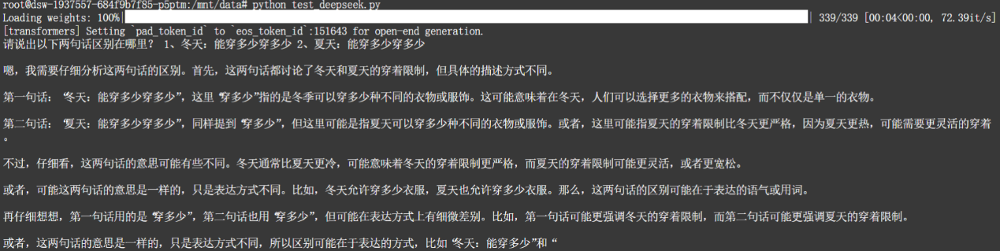 root@dsw-1937557-684f9b7f85-p5ptm:/mnt/data# python test_deepseek.py
Loading weights: 100%| | 339/339 [00:04<00:00, 72.39it/s]
[transformers] Setting `pad_token_id` to `eos_token_id`:151643 for open-end generation.
请说出以下两句话区别在哪里? 1、冬天:能穿多少穿多少 2、夏天:能穿多少穿多少
嗯,我需要仔细分析这两句话的区别。首先,这两句话都讨论了冬天和夏天的穿着限制,但具体的描述方式不同。
第一句话:“冬天:能穿多少穿多少”,这里“穿多少”指的是冬季可以穿多少种不同的衣物或服饰。这可能意味着在冬天,人们可以选择更多的衣物来搭配,而不仅仅是单一的衣物。
第二句话:“夏天:能穿多少穿多少”,同样提到“穿多少”,但这里可能是指夏天可以穿多少种不同的衣物或服饰。或者,这里可能指夏天的穿着限制比冬天更严格,因为夏天更热,可能需要更灵活的穿着
。
不过,仔细看,这两句话的意思可能有些不同。冬天通常比夏天更冷,可能意味着冬天的穿着限制更严格,而夏天的穿着限制可能更灵活,或者更宽松。
或者,可能这两句话的意思是一样的,只是表达方式不同。比如,冬天允许穿多少衣服,夏天也允许穿多少衣服。那么,这两句话的区别可能在于表达的语气或用词。
再仔细想想,第一句话用的是“穿多少”,第二句话也用“穿多少”,但可能在表达方式上有细微差别。比如,第一句话可能更强调冬天的穿着限制,而第二句话可能更强调夏天的穿着限制。
或者,这两句话的意思是一样的,只是表达方式不同,所以区别可能在于表达的方式,比如“冬天:能穿多少”和“